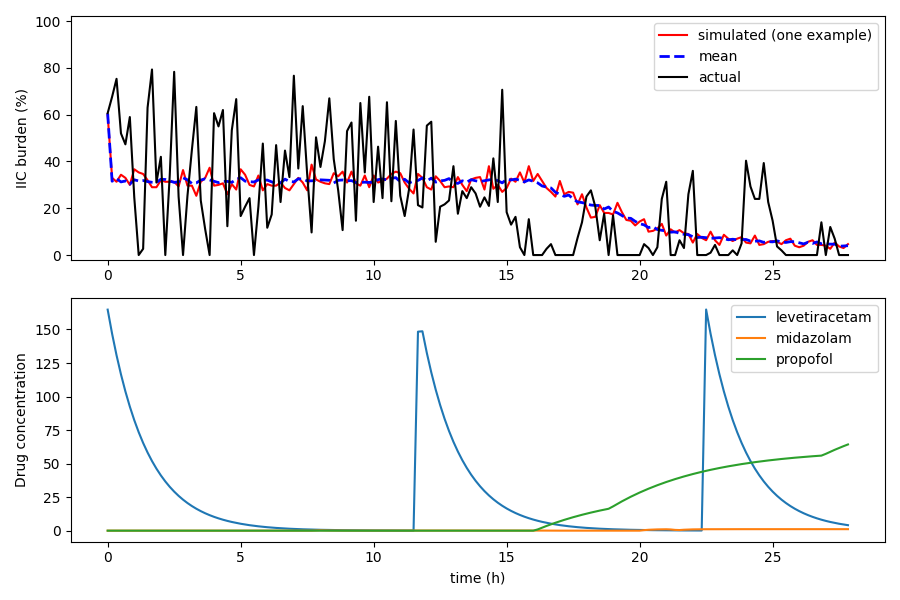 100
80
60
40
20
0
IIC burden (%)
simulated (one example)
mean
actual
0
5
10
15
20
25
150
125
100
75
50
25
0
Drug concentration
levetiracetam
midazolam
propofol
0
5
10
15
20
25
time (h)